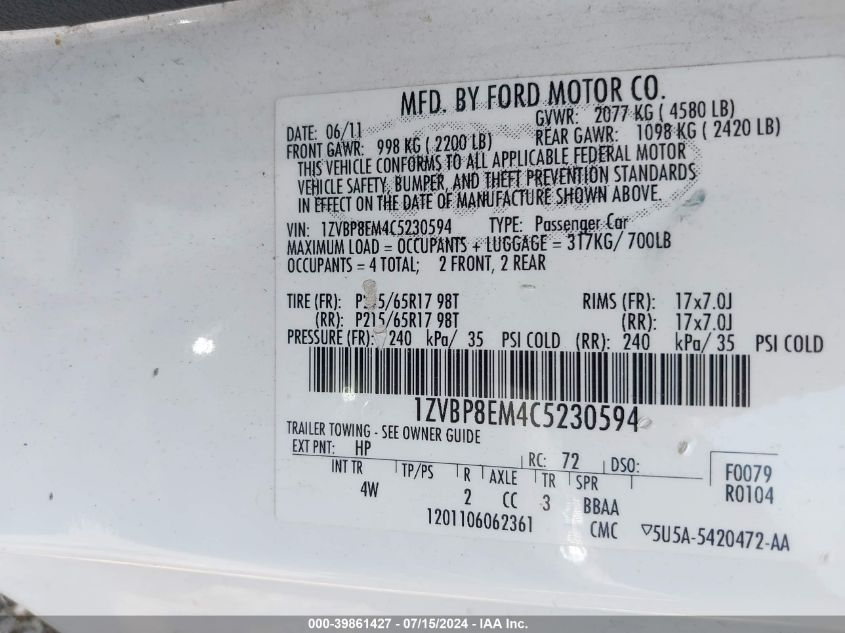 MFD. BY FORD MOTOR CO.
DATE: 06/11 GVWR: 2077 KG ( 4580 LB)
FRONT GAWR: 998 KG ( 2200 LB) REAR GAWR: 1098 KG ( 2420 LB)
THIS VEHICLE CONFORMS TO ALL APPLICABLE FEDERAL MOTOR
VEHICLE SAFETY, BUMPER, AND THEFT PREVENTION STANDARDS
IN EFFECT ON THE DATE OF MANUFACTURE SHOWN ABOVE.
VIN: 1ZVBP8EM4C5230594 TYPE: Passenger Car
MAXIMUM LOAD = OCCUPANTS + LUGGAGE = 317KG/ 700LB
OCCUPANTS = 4 TOTAL; 2 FRONT, 2 REAR
TIRE (FR): 5/65R17 98T RIMS (FR): 17x7.0J
(RR): P215/65R17 98T (RR): 17x7.0J
PRESSURE (FR): 240 kPa/ 35 PSI COLD (RR): 240 kPa/ 35 PSI COLD
1ZVBP8EM4C5230594
TRAILER TOWING - SEE OWNER GUIDE
EXT PNT: HP RC: 72 DSO: F0079
INT TR TP/PS R AXLE TR SPR R0104
4W 2 CC 3 BBAA
1201106062361 CMC ▽5U5A-5420472-AA
000-39861427 - 07/15/2024 - IAA Inc.